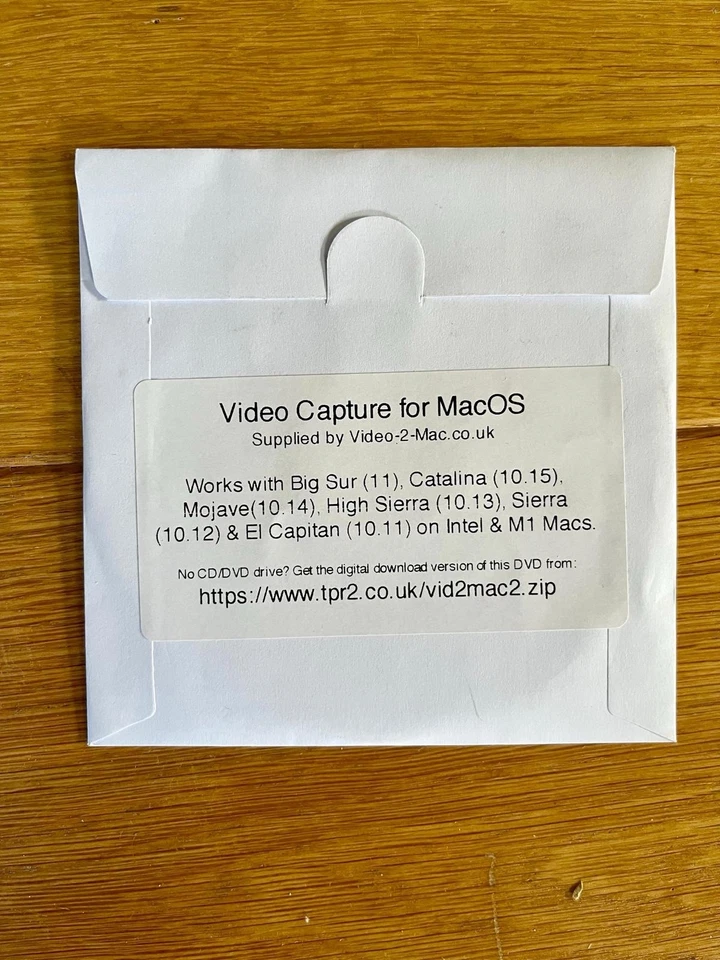 Video Capture for MacOS
Supplied by Video-2-Mac.co.uk
Works with Big Sur (11), Catalina (10.15),
Mojave(10.14), High Sierra (10.13), Sierra
(10.12) & El Capitan (10.11) on Intel & M1 Macs.
No CD/DVD drive? Get the digital download version of this DVD from:
https://www.tpr2.co.uk/vid2mac2.zip